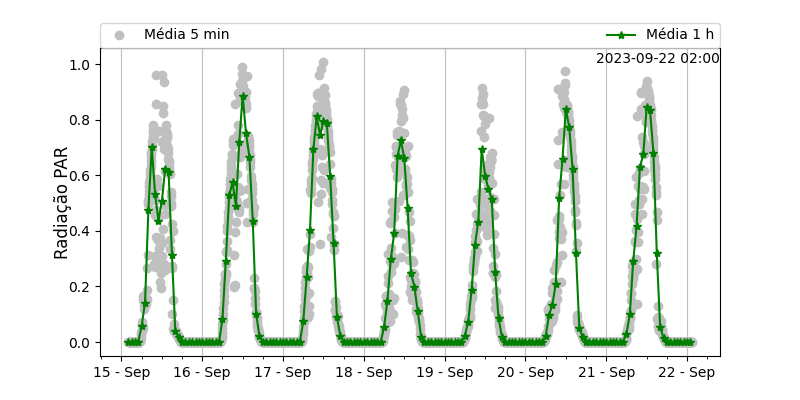 Média 5 min
Média 1 h
2023-09-22 02:00
Radiação PAR
1.0
0.8
0.6
0.4
0.2
0.0
15 - Sep
16 - Sep
17 - Sep
18 - Sep
19 - Sep
20 - Sep
21 - Sep
22 - Sep